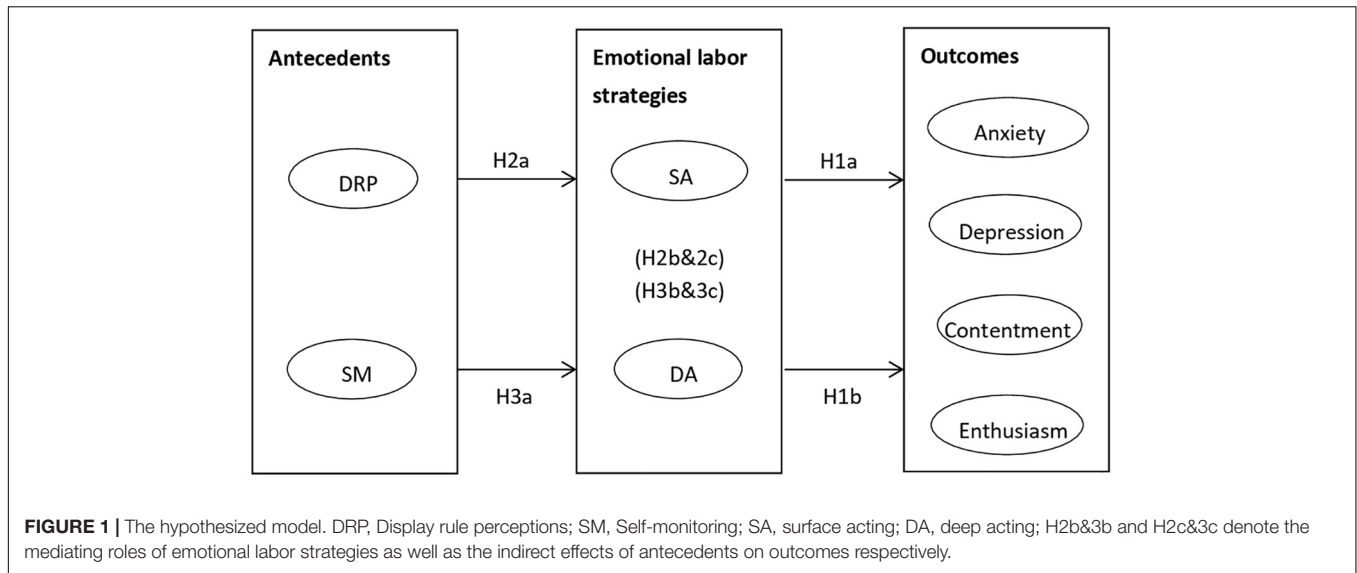 Antecedents
DRP
SM
H2a
H3a
Emotional labor
strategies
SA
(H2b&2c)
(H3b&3c)
DA
H1a
H1b
Outcomes
Anxiety
Depression
Contentment
Enthusiasm
FIGURE 1 | The hypothesized model. DRP, Display rule perceptions; SM, Self-monitoring; SA, surface acting; DA, deep acting; H2b&3b and H2c&3c denote the
mediating roles of emotional labor strategies as well as the indirect effects of antecedents on outcomes respectively.